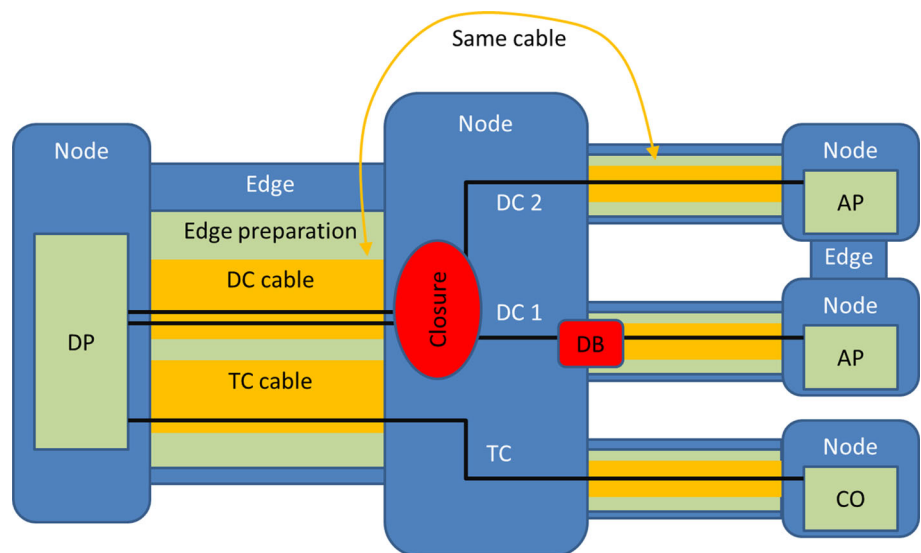 Same cable
Node
Node
Node
Edge
AP
DC 2
Edge preparation
Edge
DC cable
Closure
DC 1
Node
DP
DB
AP
TC cable
TC
Node
CO